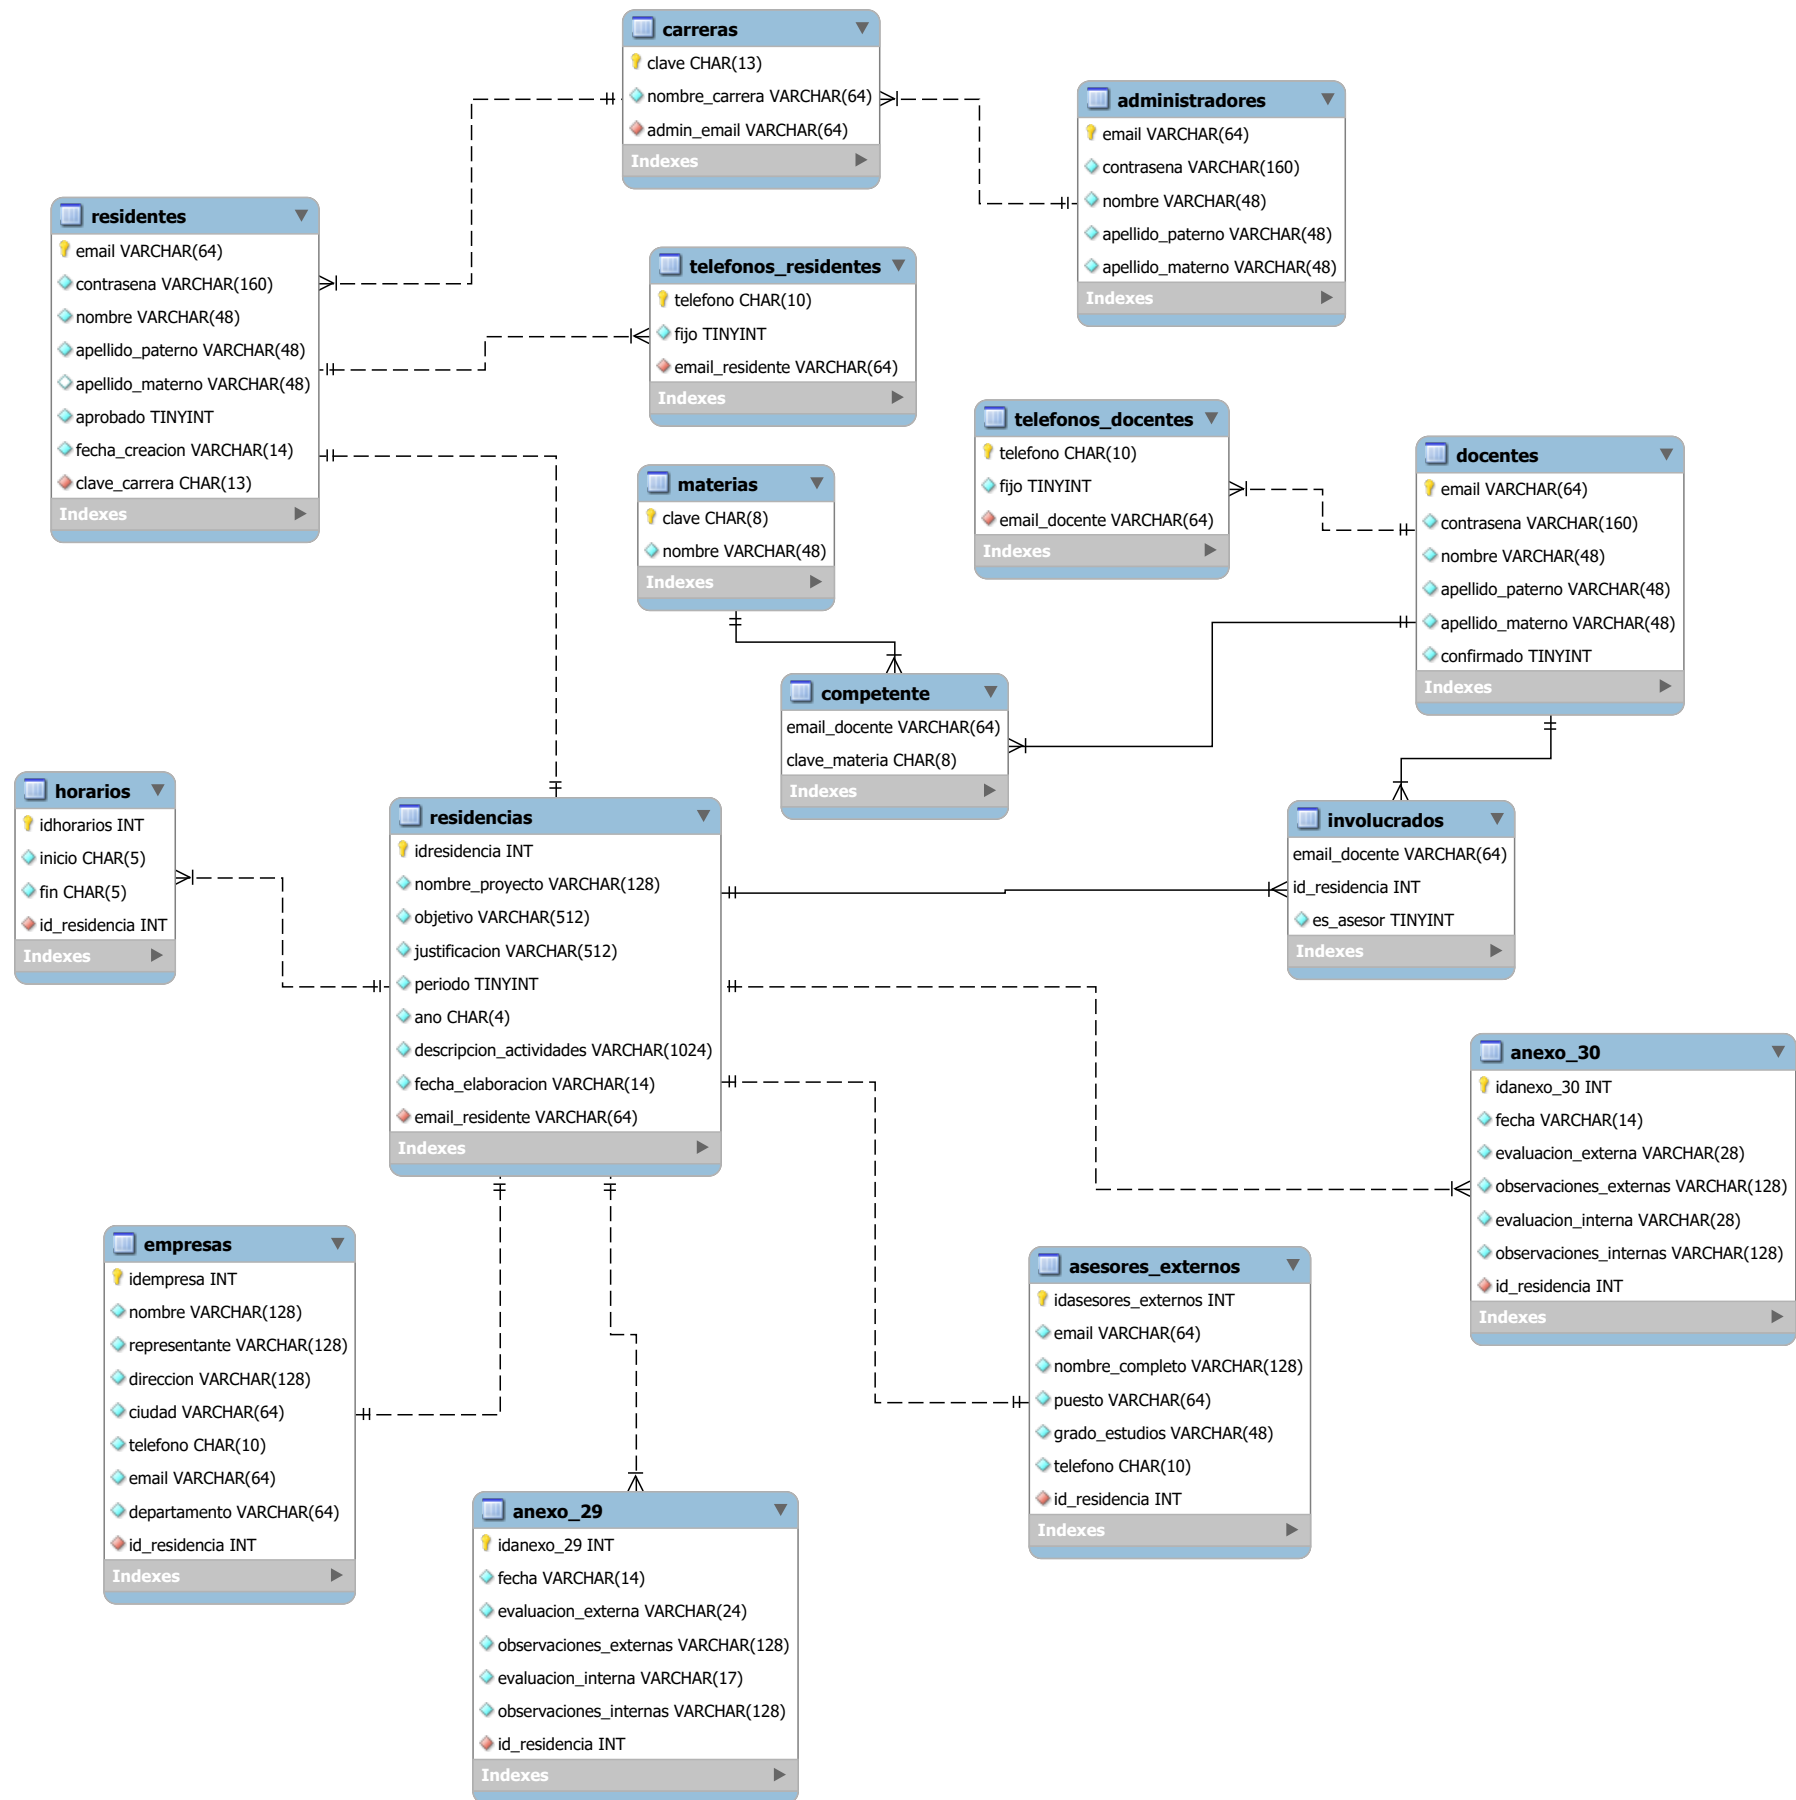 carreras
clave CHAR(13)
nombre_carrera VARCHAR(64)
admin_email VARCHAR(64)
Indexes
administradores
email VARCHAR(64)
contrasena VARCHAR(160)
nombre VARCHAR(48)
apellido_paterno VARCHAR(48)
apellido_materno VARCHAR(48)
Indexes
residentes
email VARCHAR(64)
contrasena VARCHAR(160)
nombre VARCHAR(48)
apellido_paterno VARCHAR(48)
apellido_materno VARCHAR(48)
aprobado TINYINT
fecha_creacion VARCHAR(14)
clave_carrera CHAR(13)
Indexes
telefonos_residentes
telefono CHAR(10)
fijo TINYINT
email_residente VARCHAR(64)
Indexes
telefonos_docentes
telefono CHAR(10)
fijo TINYINT
email_docente VARCHAR(64)
Indexes
docentes
email VARCHAR(64)
contrasena VARCHAR(160)
nombre VARCHAR(48)
apellido_paterno VARCHAR(48)
apellido_materno VARCHAR(48)
confirmado TINYINT
Indexes
materias
clave CHAR(8)
nombre VARCHAR(48)
Indexes
competente
email_docente VARCHAR(64)
clave_materia CHAR(8)
Indexes
horarios
idhorarios INT
inicio CHAR(5)
fin CHAR(5)
id_residencia INT
Indexes
residencias
idresidencia INT
nombre_proyecto VARCHAR(128)
objetivo VARCHAR(512)
justificacion VARCHAR(512)
periodo TINYINT
ano CHAR(4)
descripcion_actividades VARCHAR(1024)
fecha_elaboracion VARCHAR(14)
email_residente VARCHAR(64)
Indexes
involucrados
email_docente VARCHAR(64)
id_residencia INT
es_asesor TINYINT
Indexes
anexo_30
idanexo_30 INT
fecha VARCHAR(14)
evaluacion_externa VARCHAR(28)
observaciones_externas VARCHAR(128)
evaluacion_interna VARCHAR(28)
observaciones_internas VARCHAR(128)
id_residencia INT
Indexes
empresas
idempresa INT
nombre VARCHAR(128)
representante VARCHAR(128)
direccion VARCHAR(128)
ciudad VARCHAR(64)
telefono CHAR(10)
email VARCHAR(64)
departamento VARCHAR(64)
id_residencia INT
Indexes
asesores_externos
idasesores_externos INT
email VARCHAR(64)
nombre_completo VARCHAR(128)
puesto VARCHAR(64)
grado_estudios VARCHAR(48)
telefono CHAR(10)
id_residencia INT
Indexes
anexo_29
idanexo_29 INT
fecha VARCHAR(14)
evaluacion_externa VARCHAR(24)
observaciones_externas VARCHAR(128)
evaluacion_interna VARCHAR(17)
observaciones_internas VARCHAR(128)
id_residencia INT
Indexes